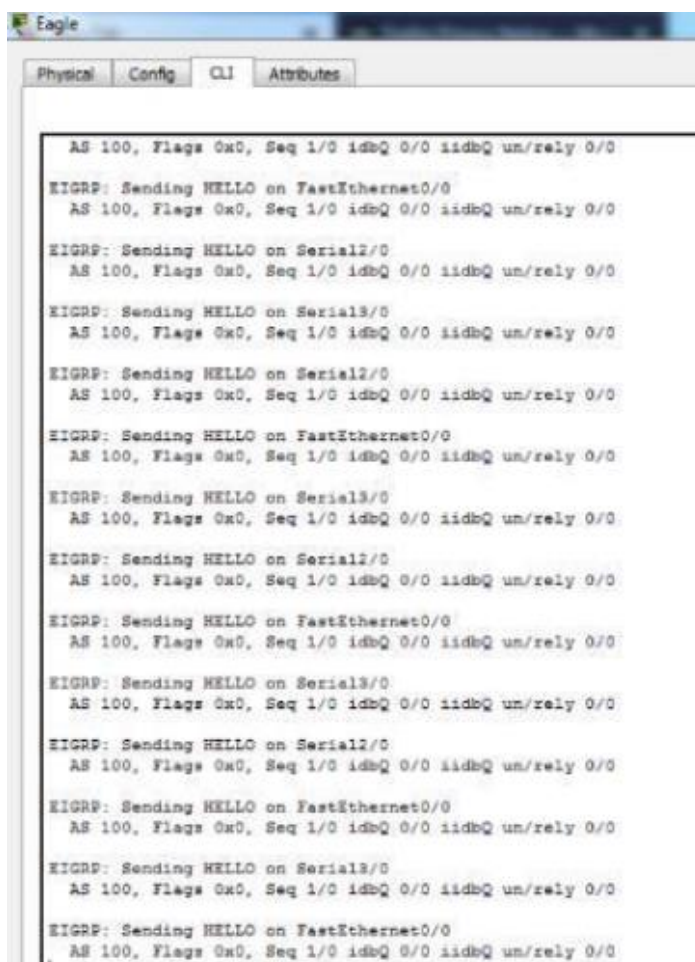 Eagle
Physical Config CLI Attributes
AS 100, Flags 0x0, Seq 1/0 idbQ 0/0 iidbQ un/rely 0/0
EIGRP: Sending HELLO on FastEthernet0/0
AS 100, Flags 0x0, Seq 1/0 idbQ 0/0 iidbQ un/rely 0/0
EIGRP: Sending HELLO on Serial2/0
AS 100, Flags 0x0, Seq 1/0 idbQ 0/0 iidbQ un/rely 0/0
EIGRP: Sending HELLO on Serial3/0
AS 100, Flags 0x0, Seq 1/0 idbQ 0/0 iidbQ un/rely 0/0
EIGRP: Sending HELLO on Serial2/0
AS 100, Flags 0x0, Seq 1/0 idbQ 0/0 iidbQ un/rely 0/0
EIGRP: Sending HELLO on FastEthernet0/0
AS 100, Flags 0x0, Seq 1/0 idbQ 0/0 iidbQ un/rely 0/0
EIGRP: Sending HELLO on Serial3/0
AS 100, Flags 0x0, Seq 1/0 idbQ 0/0 iidbQ un/rely 0/0
EIGRP: Sending HELLO on Serial2/0
AS 100, Flags 0x0, Seq 1/0 idbQ 0/0 iidbQ un/rely 0/0
EIGRP: Sending HELLO on FastEthernet0/0
AS 100, Flags 0x0, Seq 1/0 idbQ 0/0 iidbQ un/rely 0/0
EIGRP: Sending HELLO on Serial3/0
AS 100, Flags 0x0, Seq 1/0 idbQ 0/0 iidbQ un/rely 0/0
EIGRP: Sending HELLO on Serial2/0
AS 100, Flags 0x0, Seq 1/0 idbQ 0/0 iidbQ un/rely 0/0
EIGRP: Sending HELLO on FastEthernet0/0
AS 100, Flags 0x0, Seq 1/0 idbQ 0/0 iidbQ un/rely 0/0
EIGRP: Sending HELLO on Serial3/0
AS 100, Flags 0x0, Seq 1/0 idbQ 0/0 iidbQ un/rely 0/0
EIGRP: Sending HELLO on FastEthernet0/0
AS 100, Flags 0x0, Seq 1/0 idbQ 0/0 iidbQ un/rely 0/0